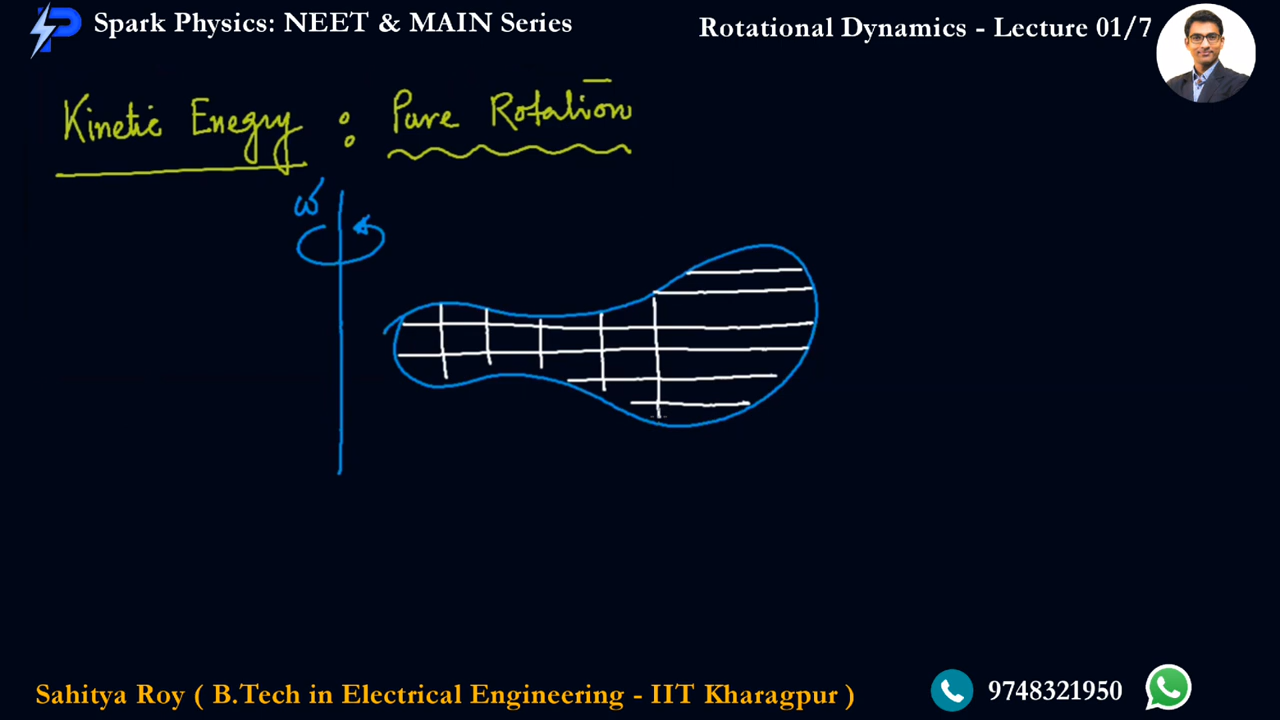 Spark Physics: NEET & MAIN Series
Rotational Dynamics - Lecture 01/7
Kinetic Enegry : Pure Rotation
ω
Sahitya Roy ( B.Tech in Electrical Engineering - IIT Kharagpur )
9748321950